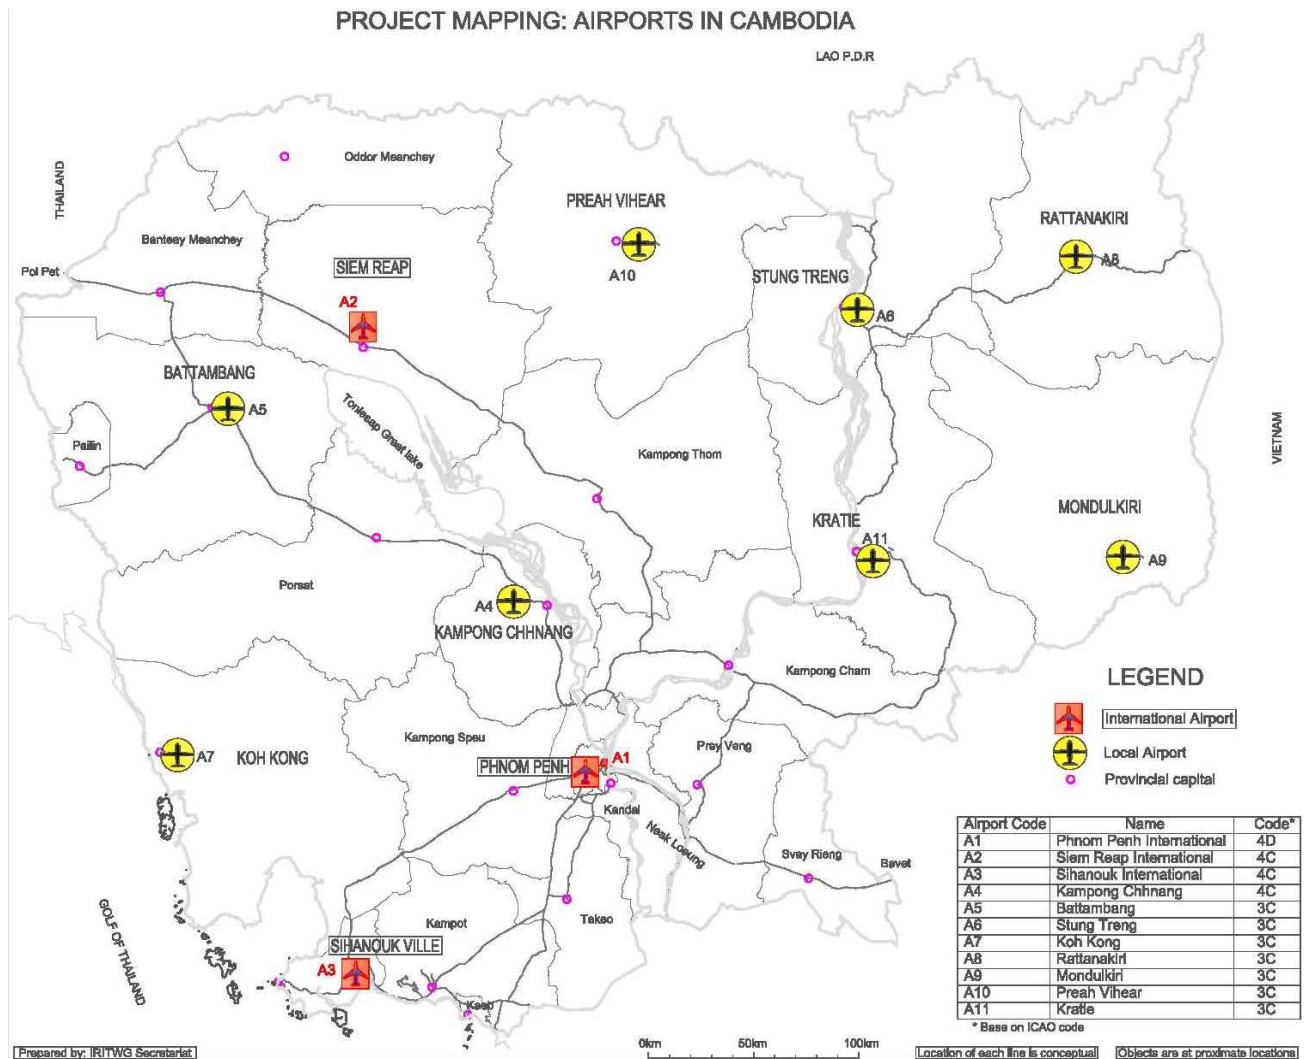 PROJECT MAPPING: AIRPORTS IN CAMBODIA
LAO P.D.R
THAILAND
Oddor Meanchey
PREAH VIHEAR
RATTANAKIRI
Banteay Meanchey
SIEM REAP
A10
A8
Poi Pet
STUNG TRENG
A2
A6
BATTAMBANG
A5
Tonlesap Great lake
VIETNAM
Pailin
Kampong Thom
MONDULKIRI
KRATIE
A11
A9
Porsat
A4
KAMPONG CHHNANG
Kampong Cham
LEGEND
International Airport
Local Airport
Provincial capital
Kampong Speu
Prey Veng
A7
KOH KONG
A1
PHNOM PENH
Kandal
Neak Loeung
Svay Rieng
Bavet
GOLF OF THAILAND
Kampot
Takeo
SIHANOUK VILLE
A3
Kaeb
Airport Code Name Code*
A1 Phnom Penh International 4D
A2 Siem Reap International 4C
A3 Sihanouk International 4C
A4 Kampong Chhnang 4C
A5 Battambang 3C
A6 Stung Treng 3C
A7 Koh Kong 3C
A8 Rattanakiri 3C
A9 Mondulkiri 3C
A10 Preah Vihear 3C
A11 Kratie 3C
* Base on ICAO code
0km 50km 100km
Prepared by: IRITWG Secretariat
Location of each line is conceptual
Objects are at proximate locations